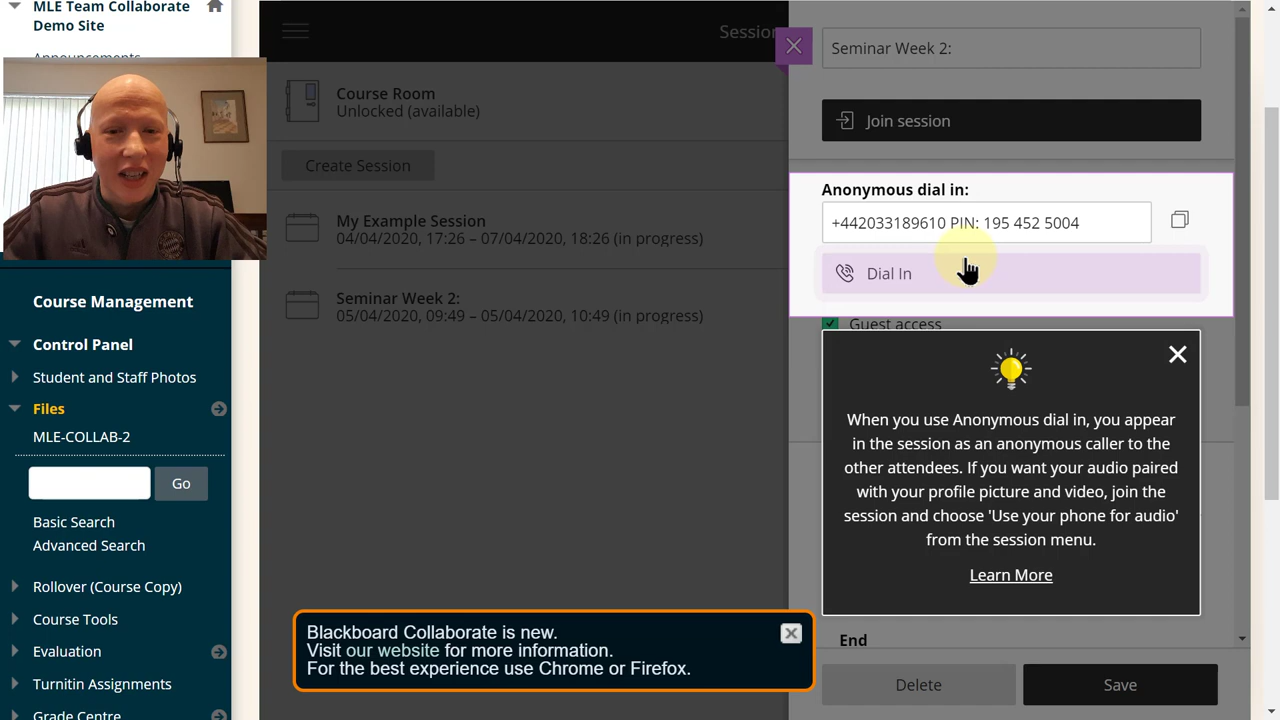 MLE Team Collaborate
Demo Site
Announcements
Course Management
Control Panel
Student and Staff Photos
Files
MLE-COLLAB-2
Go
Basic Search
Advanced Search
Rollover (Course Copy)
Course Tools
Evaluation
Turnitin Assignments
Grade Centre
Session
Course Room
Unlocked (available)
Create Session
My Example Session
04/04/2020, 17:26 – 07/04/2020, 18:26 (in progress)
Seminar Week 2:
05/04/2020, 09:49 – 05/04/2020, 10:49 (in progress)
Seminar Week 2:
Join session
Anonymous dial in:
+442033189610 PIN: 195 452 5004
Dial In
Guest access
When you use Anonymous dial in, you appear
in the session as an anonymous caller to the
other attendees. If you want your audio paired
with your profile picture and video, join the
session and choose 'Use your phone for audio'
from the session menu.
Learn More
End
Delete
Save
Blackboard Collaborate is new.
Visit our website for more information.
For the best experience use Chrome or Firefox.